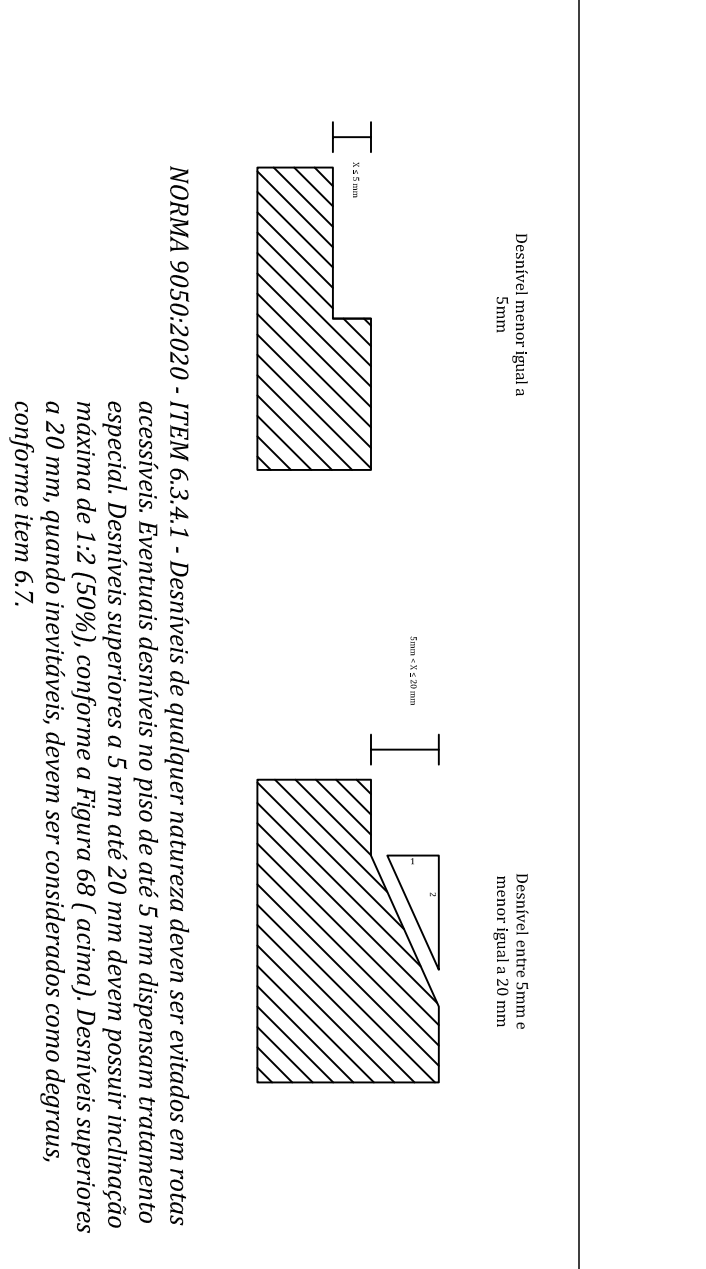 Desnível menor igual a
5mm
X ≤ 5 mm
Desnível entre 5mm e
menor igual a 20 mm
5mm < X ≤ 20 mm
2
1
NORMA 9050:2020 - ITEM 6.3.4.1 - Desníveis de qualquer natureza deven ser evitados em rotas
acessíveis. Eventuais desníveis no piso de até 5 mm dispensam tratamento
especial. Desníveis superiores a 5 mm até 20 mm devem possuir inclinação
máxima de 1:2 (50%), conforme a Figura 68 ( acima). Desníveis superiores
a 20 mm, quando inevitáveis, devem ser considerados como degraus,
conforme item 6.7.